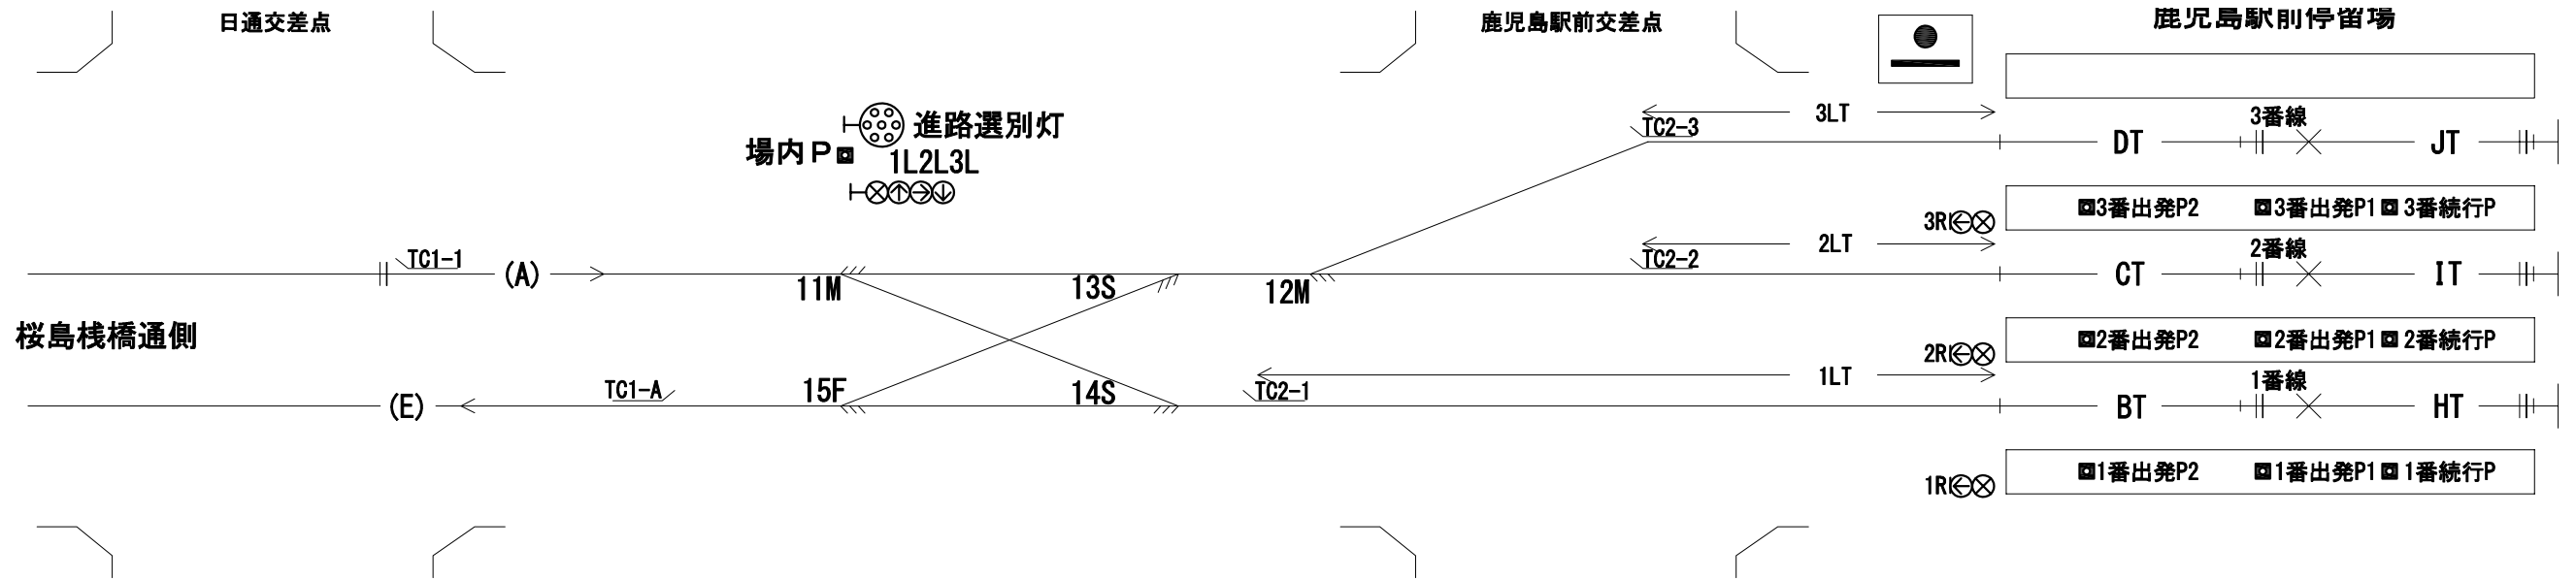 日通交差点
鹿児島駅前交差点
鹿児島駅前停留場
進路選別灯
場内P
1L2L3L
3LT
TC2-3
3番線
DT
JT
3番出発P2
3番出発P1
3番続行P
3R
2LT
TC2-2
2番線
TC1-1
(A)
11M
13S
12M
CT
IT
桜島桟橋通側
2番出発P2
2番出発P1
2番続行P
2R
1LT
TC1-A
15F
14S
TC2-1
1番線
(E)
BT
HT
1番出発P2
1番出発P1
1番続行P
1R